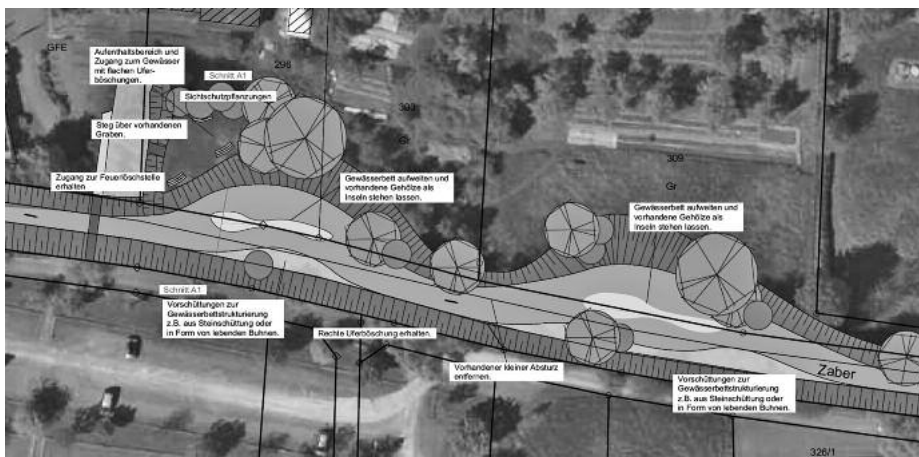 GFE
Aufenthaltsbereich und
Zugang zum Gewässer
mit flachen Ufer-
böschungen.
Schnitt A1
298
Sichtschutzpflanzungen
303
Steg über vorhandenen
Graben.
Gr
309
Zugang zur Feuerlöschstelle
erhalten
Gewässerbett aufweiten und
vorhandene Gehölze als
Inseln stehen lassen.
Gr
Gewässerbett aufweiten und
vorhandene Gehölze als
Inseln stehen lassen.
Schnitt A1
Vorschüttungen zur
Gewässerbettstrukturierung
z.B. aus Steinschüttung oder
in Form von lebenden Buhnen.
Rechte Uferböschung erhalten.
Vorhandener kleiner Absturz
entfernen.
Zaber
Vorschüttungen zur
Gewässerbettstrukturierung
z.B. aus Steinschüttung oder
in Form von lebenden Buhnen.
326/1